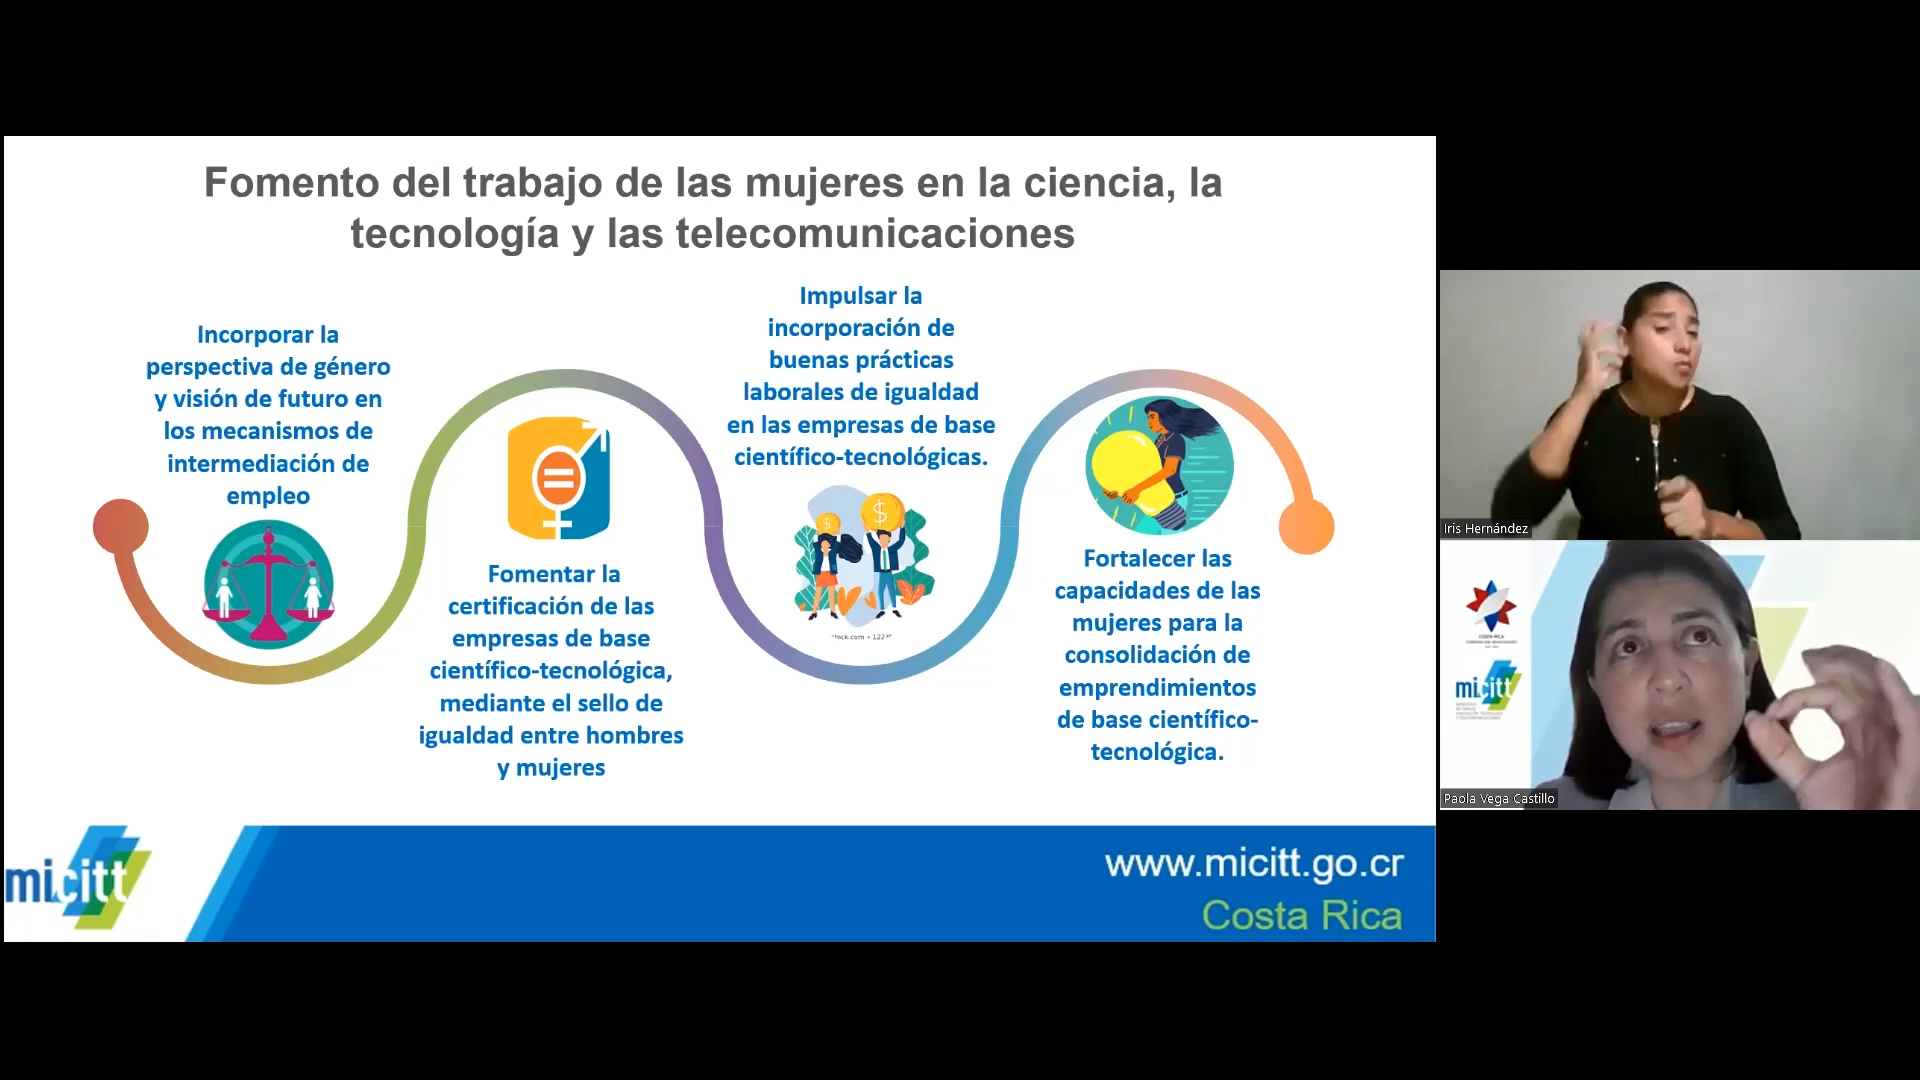 Fomento del trabajo de las mujeres en la ciencia, la
tecnología y las telecomunicaciones
Incorporar la
perspectiva de género
y visión de futuro en
los mecanismos de
intermediación de
empleo
Fomentar la
certificación de las
empresas de base
científico-tecnológica,
mediante el sello de
igualdad entre hombres
y mujeres
Impulsar la
incorporación de
buenas prácticas
laborales de igualdad
en las empresas de base
científico-tecnológicas.
Fortalecer las
capacidades de las
mujeres para la
consolidación de
emprendimientos
de base científico-
tecnológica.
micitt
www.micitt.go.cr
Costa Rica
Iris Hernández
COSTA RICA
micitt
Paola Vega Castillo